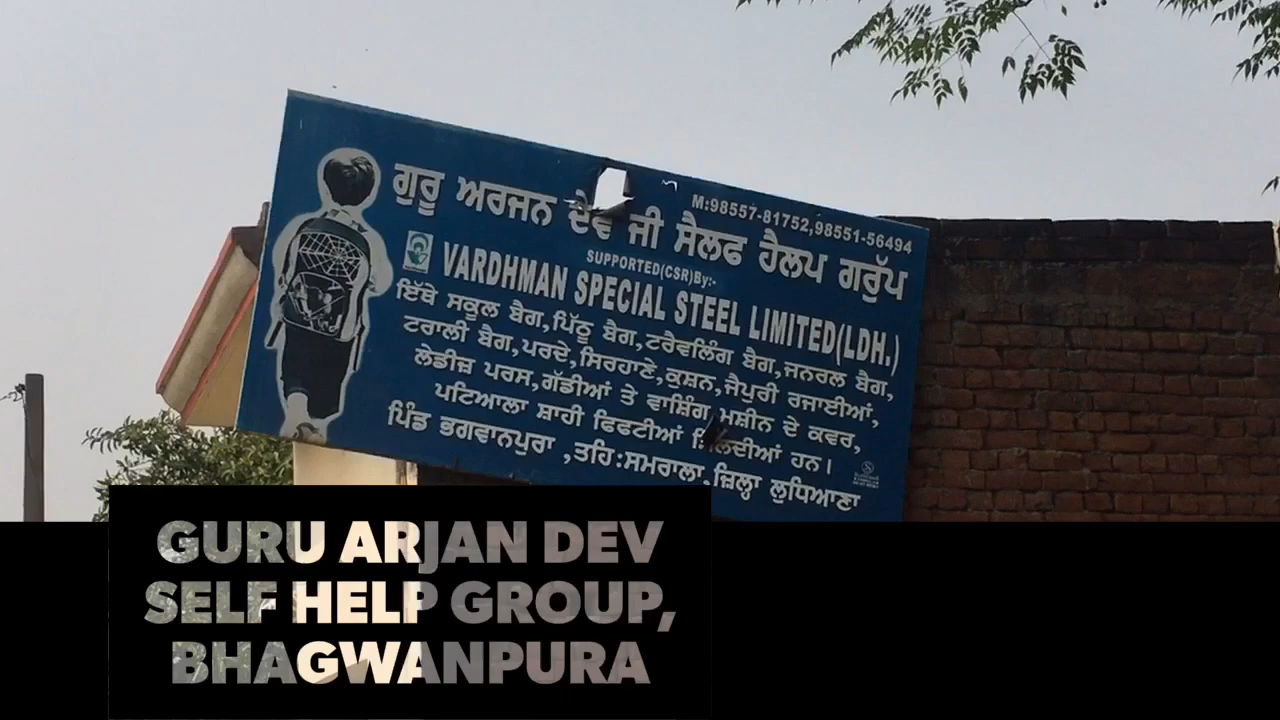 M:98557-81752,98551-56494
ਗੁਰੂ ਅਰਜਨ ਦੇਵ ਜੀ ਸੈਲਫ ਹੈਲਪ ਗਰੁੱਪ
SUPPORTED(CSR)By:-
VARDHMAN SPECIAL STEEL LIMITED(LDH.)
ਇੱਥੇ ਸਕੂਲ ਬੈਗ,ਪਿੱਠੂ ਬੈਗ,ਟਰੈਵਲਿੰਗ ਬੈਗ,ਜਨਰਲ ਬੈਗ,
ਟਰਾਲੀ ਬੈਗ,ਪਰਦੇ,ਸਿਰਹਾਣੇ,ਕੁਸ਼ਨ,ਜੈਪੁਰੀ ਰਜਾਈਆਂ,
ਲੇਡੀਜ਼ ਪਰਸ,ਗੱਡੀਆਂ ਤੇ ਵਾਸ਼ਿੰਗ ਮਸ਼ੀਨ ਦੇ ਕਵਰ,
ਪਟਿਆਲਾ ਸ਼ਾਹੀ ਫਿਫਟੀਆਂ ਮਿਲਦੀਆਂ ਹਨ।
ਪਿੰਡ ਭਗਵਾਨਪੁਰਾ ,ਤਹਿ:ਸਮਰਾਲਾ,ਜ਼ਿਲ੍ਹਾ ਲੁਧਿਆਣਾ
GURU ARJAN DEV
SELF HELP GROUP,
BHAGWANPURA